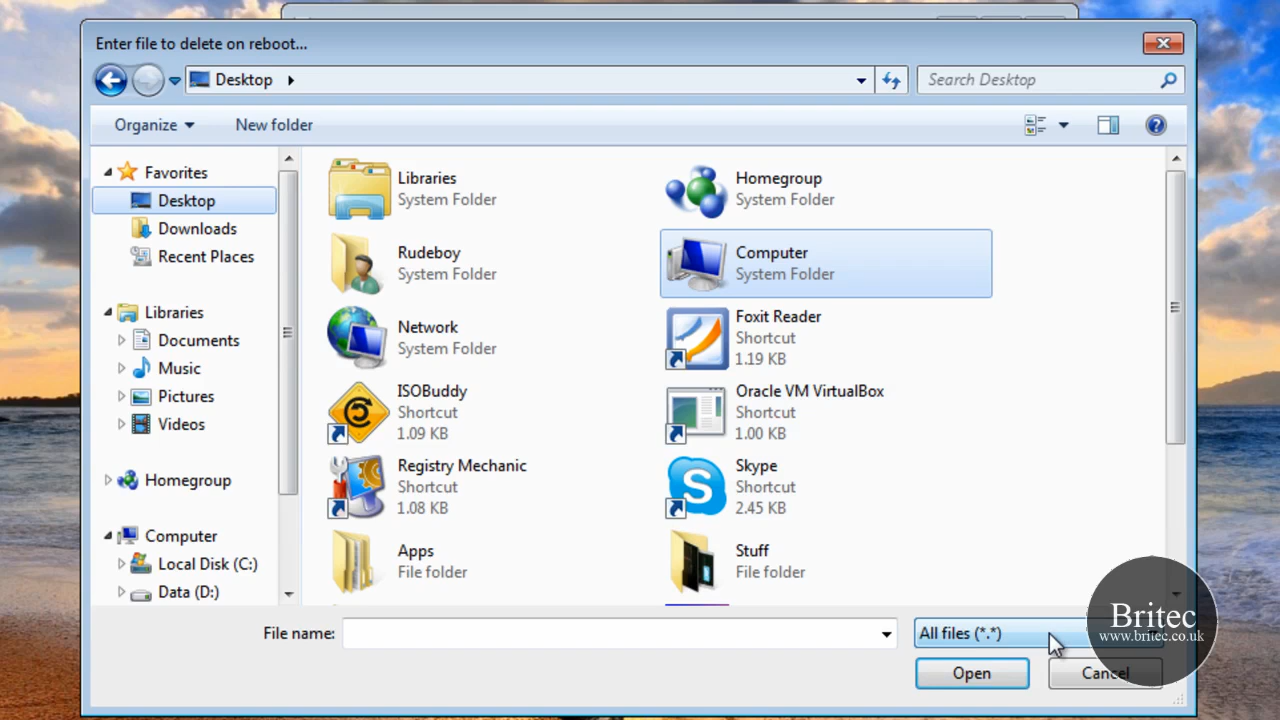 Enter file to delete on reboot...
Desktop
Search Desktop
Organize
New folder
Favorites
Desktop
Downloads
Recent Places
Libraries
Documents
Music
Pictures
Videos
Homegroup
Computer
Local Disk (C:)
Data (D:)
Libraries
System Folder
Homegroup
System Folder
Rudeboy
System Folder
Computer
System Folder
Network
System Folder
Foxit Reader
Shortcut
1.19 KB
ISOBuddy
Shortcut
1.09 KB
Oracle VM VirtualBox
Shortcut
1.00 KB
Registry Mechanic
Shortcut
1.08 KB
Skype
Shortcut
2.45 KB
Apps
File folder
Stuff
File folder
File name:
All files (*.*)
Open
Cancel
Britec
www.britec.co.uk